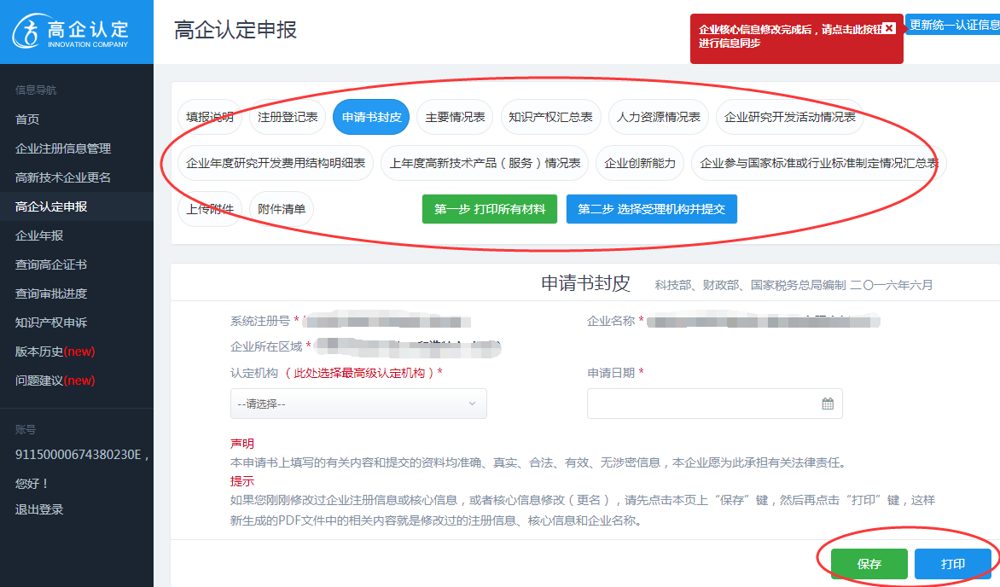 高企认定
INNOVATION COMPANY
信息导航
首页
企业注册信息管理
高新技术企业更名
高企认定申报
企业年报
查询高企证书
查询审批进度
知识产权申诉
版本历史(new)
问题建议(new)
账号
91150000674380230E，
您好！
退出登录
高企认定申报
企业核心信息修改完成后，请点击此按钮
进行信息同步
更新统一认证信息
填报说明 注册登记表 申请书封皮 主要情况表 知识产权汇总表 人力资源情况表 企业研究开发活动情况表
企业年度研究开发费用结构明细表 上年度高新技术产品（服务）情况表 企业创新能力 企业参与国家标准或行业标准制定情况汇总表
上传附件 附件清单 第一步 打印所有材料 第二步 选择受理机构并提交
申请书封皮 科技部、财政部、国家税务总局编制 二〇一六年六月
系统注册号 * 企业名称 *
企业所在区域 *
认定机构 （ 此处选择最高级认定机构 ）* 申请日期 *
--请选择--
声明
本申请书上填写的有关内容和提交的资料均准确、真实、合法、有效、无涉密信息，本企业愿为此承担有关法律责任。
提示
如果您刚刚修改过企业注册信息或核心信息，或者核心信息修改（更名），请先点击本页上“保存”键，然后再点击“打印”键，这样
新生成的PDF文件中的相关内容就是修改过的注册信息、核心信息和企业名称。
保存 打印